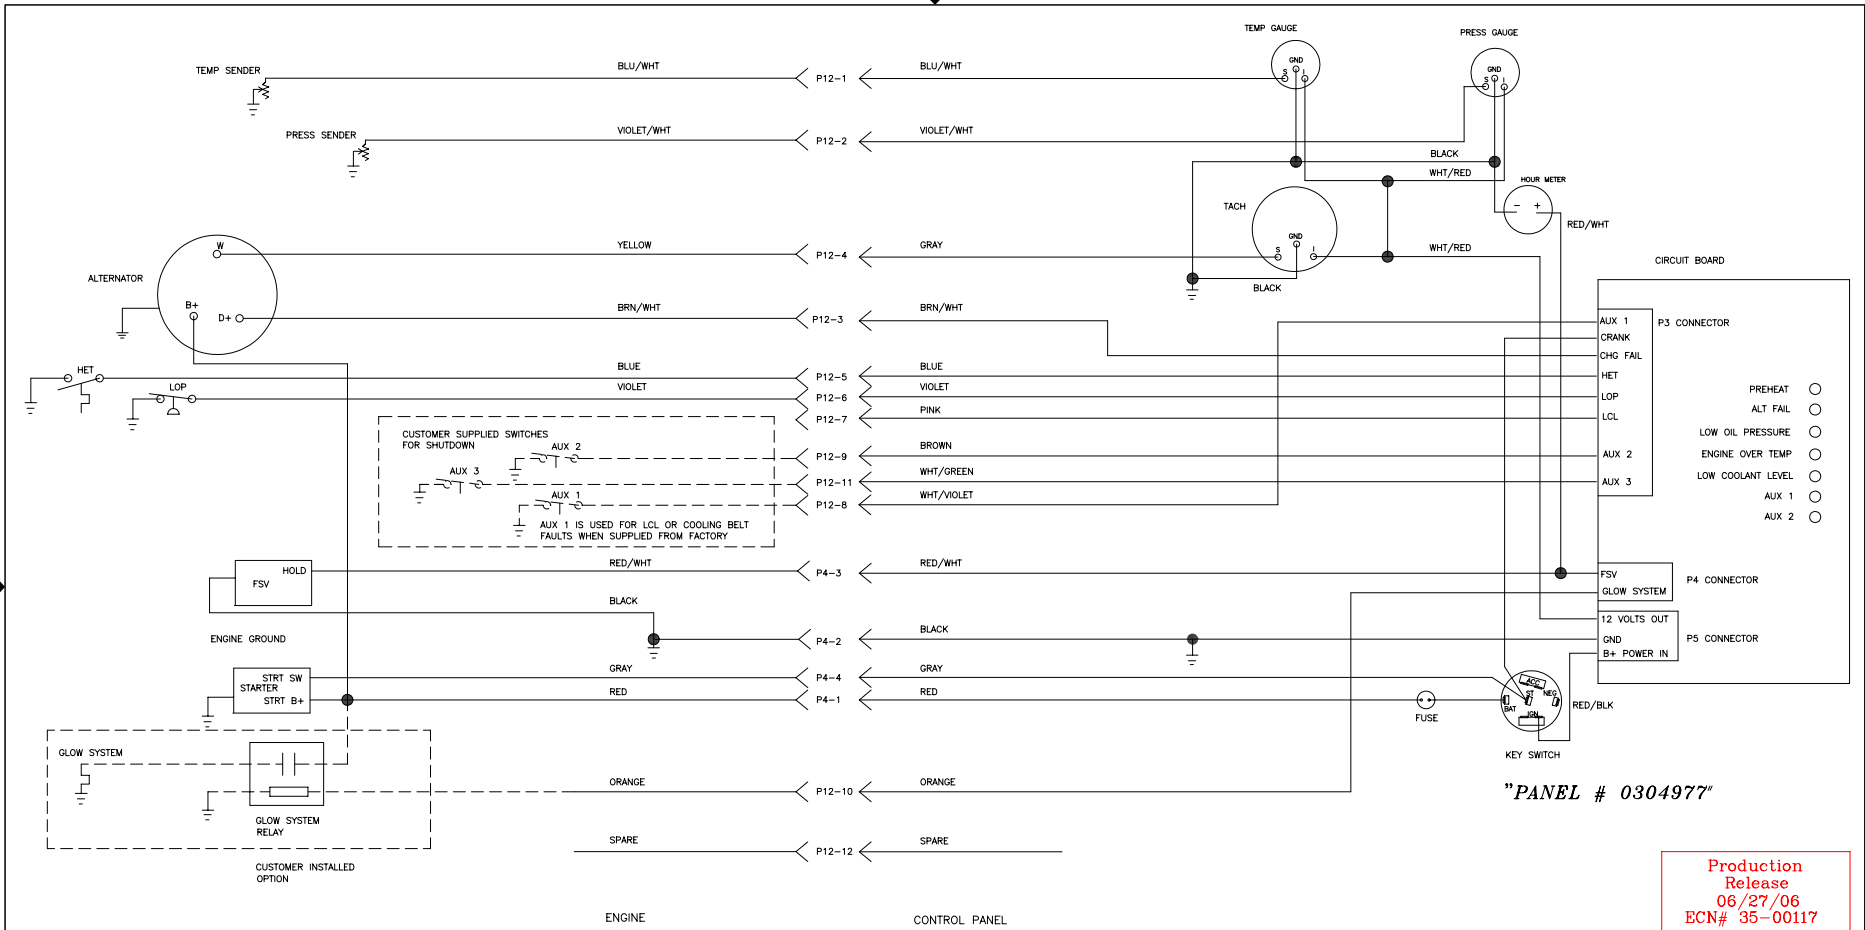 TEMP GAUGE
PRESS GAUGE
TEMP SENDER
BLU/WHT
P12-1
BLU/WHT
GND
S I
GND
S I
PRESS SENDER
VIOLET/WHT
P12-2
VIOLET/WHT
BLACK
WHT/RED
HOUR METER
- +
RED/WHT
TACH
GND
S I
WHT/RED
BLACK
ALTERNATOR
W
B+
D+
YELLOW
P12-4
GRAY
BRN/WHT
P12-3
BRN/WHT
CIRCUIT BOARD
AUX 1
P3 CONNECTOR
CRANK
CHG FAIL
HET
LOP
LCL
AUX 2
AUX 3
HET
BLUE
P12-5
BLUE
LOP
VIOLET
P12-6
VIOLET
P12-7
PINK
PREHEAT
ALT FAIL
LOW OIL PRESSURE
ENGINE OVER TEMP
LOW COOLANT LEVEL
AUX 1
AUX 2
CUSTOMER SUPPLIED SWITCHES
FOR SHUTDOWN
AUX 2
P12-9
BROWN
AUX 3
P12-11
WHT/GREEN
AUX 1
P12-8
WHT/VIOLET
AUX 1 IS USED FOR LCL OR COOLING BELT
FAULTS WHEN SUPPLIED FROM FACTORY
HOLD
FSV
RED/WHT
P4-3
RED/WHT
FSV
GLOW SYSTEM
P4 CONNECTOR
BLACK
ENGINE GROUND
P4-2
BLACK
12 VOLTS OUT
GND
B+ POWER IN
P5 CONNECTOR
STRT SW
STARTER
STRT B+
GRAY
P4-4
GRAY
RED
P4-1
RED
FUSE
ACC
ST
NEG
BAT
IGN
RED/BLK
KEY SWITCH
GLOW SYSTEM
GLOW SYSTEM
RELAY
ORANGE
P12-10
ORANGE
"PANEL # 0304977"
SPARE
P12-12
SPARE
CUSTOMER INSTALLED
OPTION
ENGINE
CONTROL PANEL
Production
Release
06/27/06
ECN# 35-00117